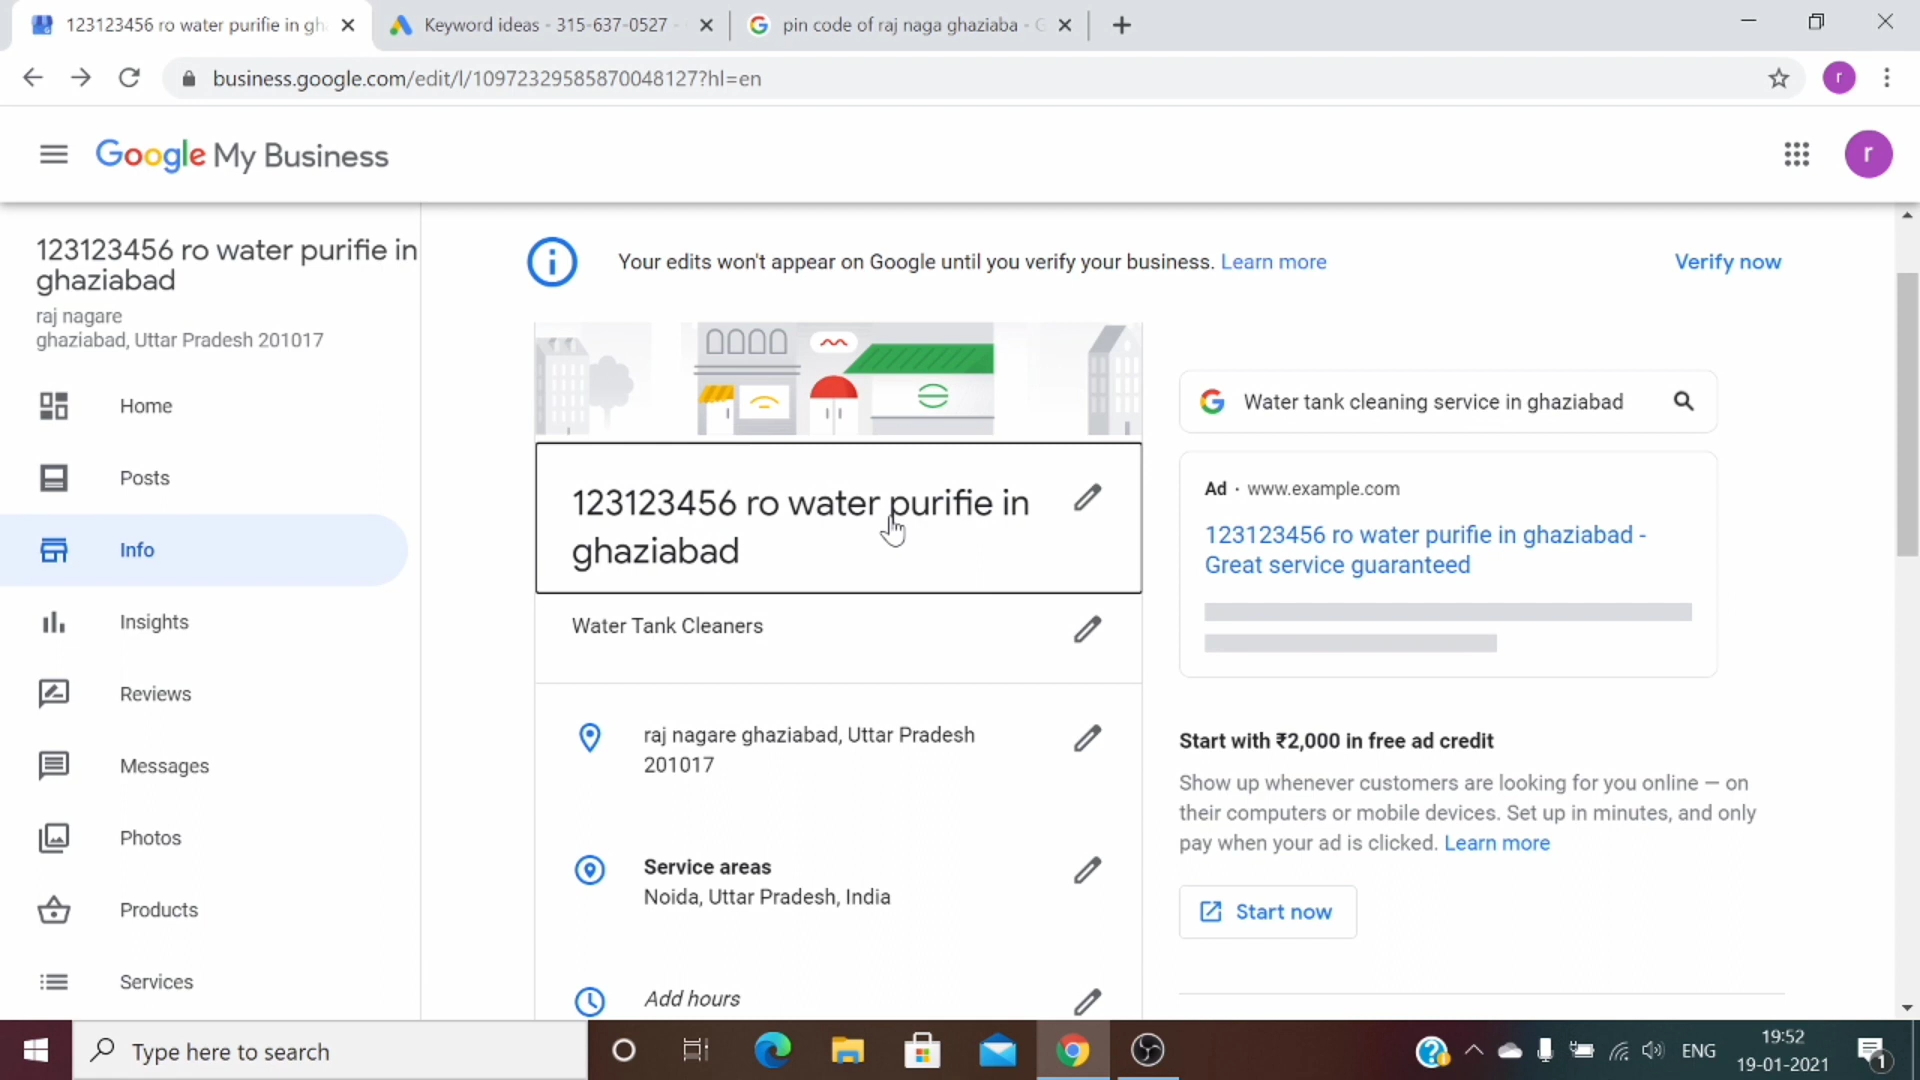 123123456 ro water purifie in gh
Keyword ideas - 315-637-0527 -
pin code of raj naga ghaziaba - G
business.google.com/edit/l/10972329585870048127?hl=en
r
Google My Business
r
123123456 ro water purifie in
ghaziabad
raj nagare
ghaziabad, Uttar Pradesh 201017
Home
Posts
Info
Insights
Reviews
Messages
Photos
Products
Services
Your edits won't appear on Google until you verify your business. Learn more
Verify now
123123456 ro water purifie in
ghaziabad
Water Tank Cleaners
raj nagare ghaziabad, Uttar Pradesh
201017
Service areas
Noida, Uttar Pradesh, India
Add hours
Water tank cleaning service in ghaziabad
Ad · www.example.com
123123456 ro water purifie in ghaziabad -
Great service guaranteed
Start with ₹2,000 in free ad credit
Show up whenever customers are looking for you online — on
their computers or mobile devices. Set up in minutes, and only
pay when your ad is clicked. Learn more
Start now
Type here to search
ENG
19:52
19-01-2021
1